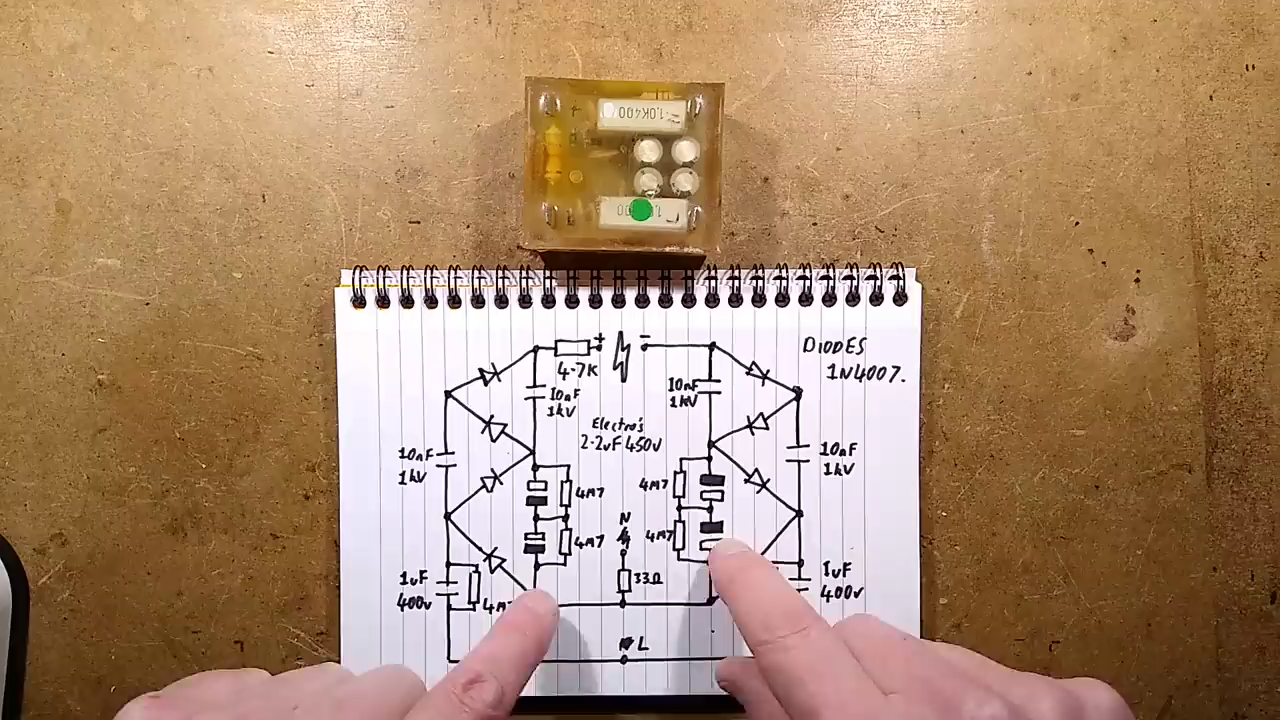 1.0K400
+
-
DIODES
1N4007.
4.7K
10nF
1kV
10nF
1kV
Electro's
2.2uF 450V
10nF
1kV
10nF
1kV
4M7
4M7
N
4M7
4M7
1uF
400v
33Ω
1uF
400v
L